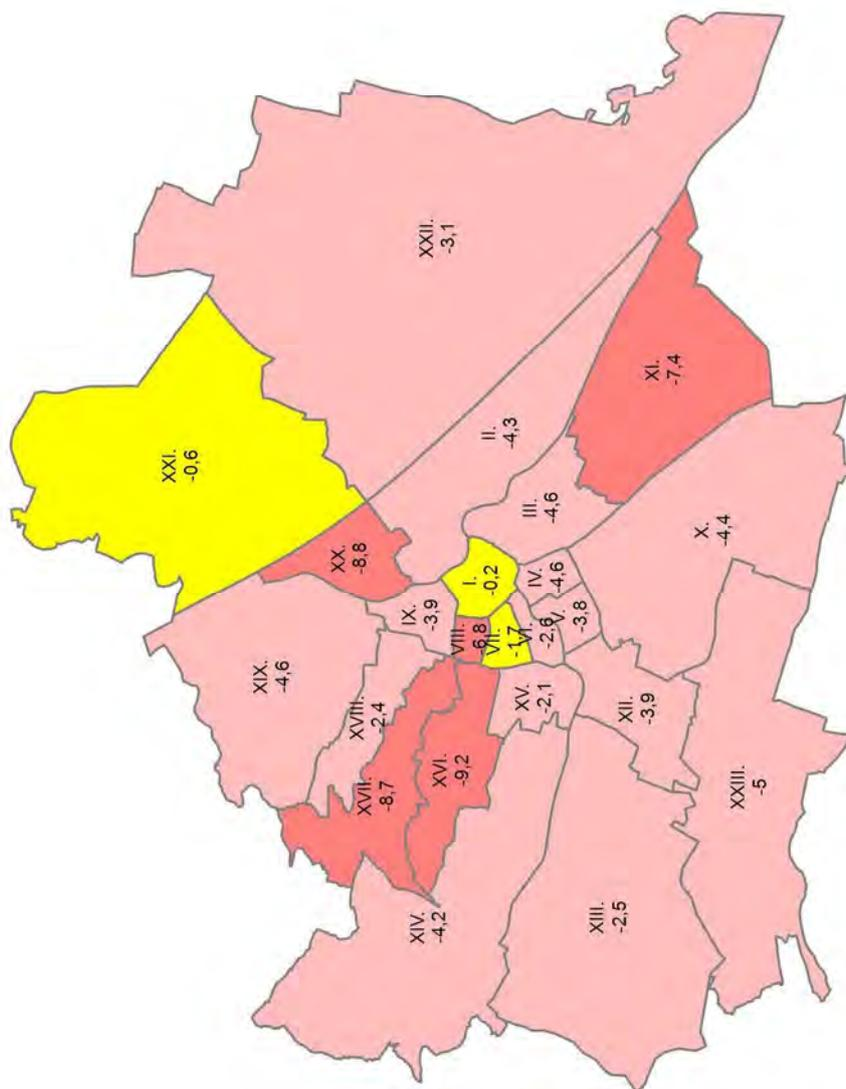 XXI.
-0,6
XXII.
-3,1
XIX.
-4,6
XX.
-8,8
XVIII.
-2,4
IX.
-3,9
II.
-4,3
XVII.
-8,7
XVI.
-9,2
VIII.
-6,8
I.
-0,2
VII.
-1,7
III.
-4,6
XI.
-7,4
XIV.
-4,2
XV.
-2,1
VI.
-2,6
IV.
-4,6
V.
-3,8
X.
-4,4
XIII.
-2,5
XII.
-3,9
XXIII.
-5